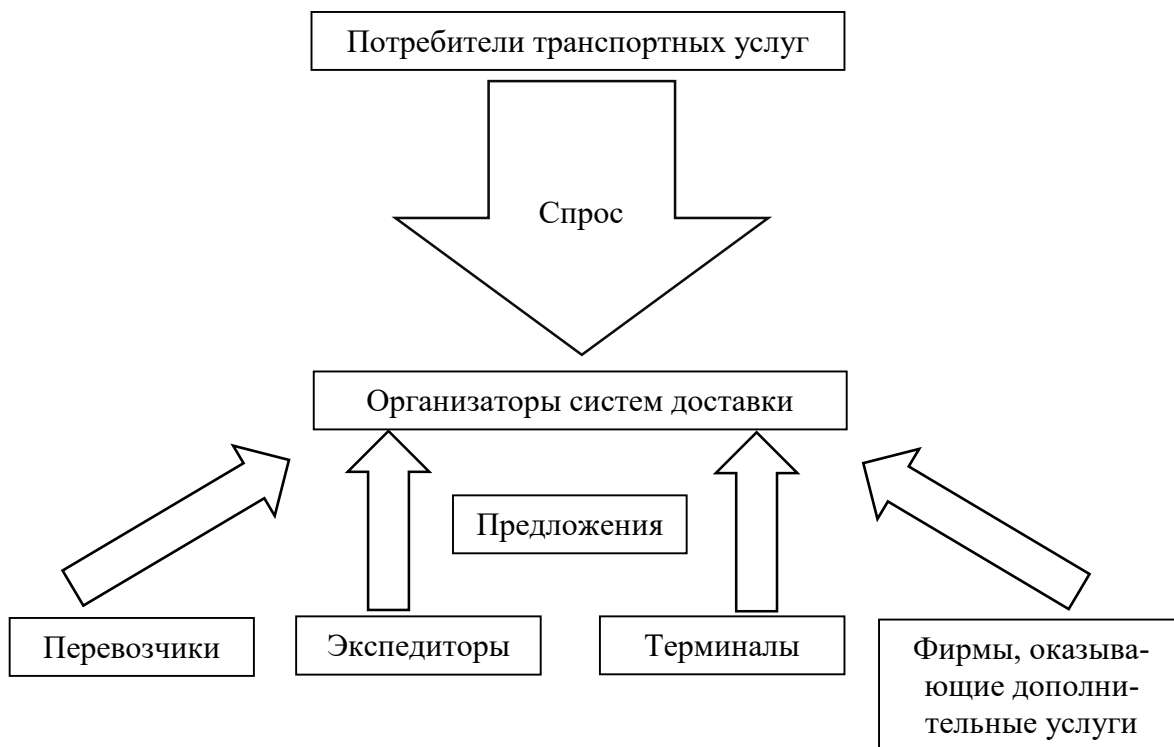 Потребители транспортных услуг
Спрос
Организаторы систем доставки
Предложения
Перевозчики
Экспедиторы
Терминалы
Фирмы, оказыва-
ющие дополни-
тельные услуги